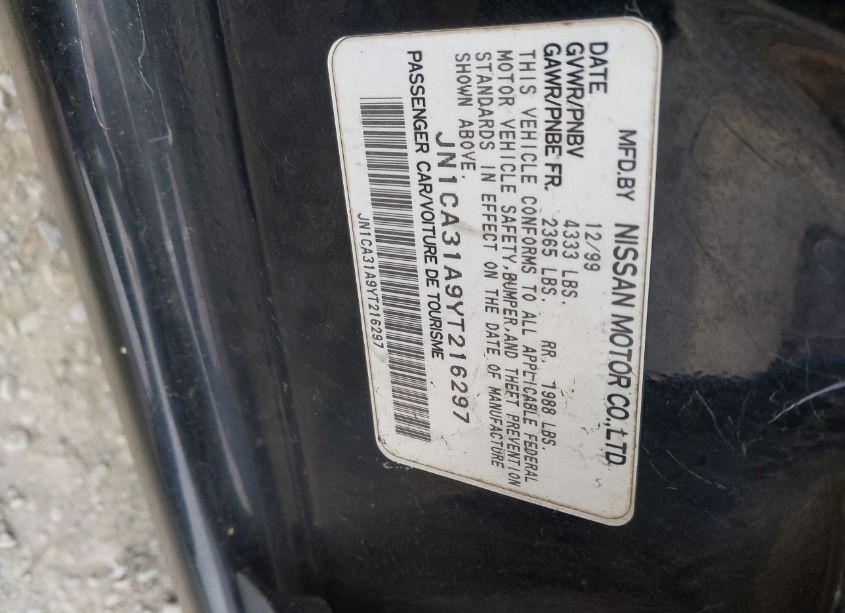 MFD.BY NISSAN MOTOR CO.,LTD
DATE 12/99
GVWR/PNBV 4333 LBS.
GAWR/PNBE FR. 2365 LBS. RR. 1988 LBS.
THIS VEHICLE CONFORMS TO ALL APPLICABLE FEDERAL
MOTOR VEHICLE SAFETY,BUMPER,AND THEFT PREVENTION
STANDARDS IN EFFECT ON THE DATE OF MANUFACTURE
SHOWN ABOVE.
JN1CA31A9YT216297
PASSENGER CAR/VOITURE DE TOURISME
JN1CA31A9YT216297